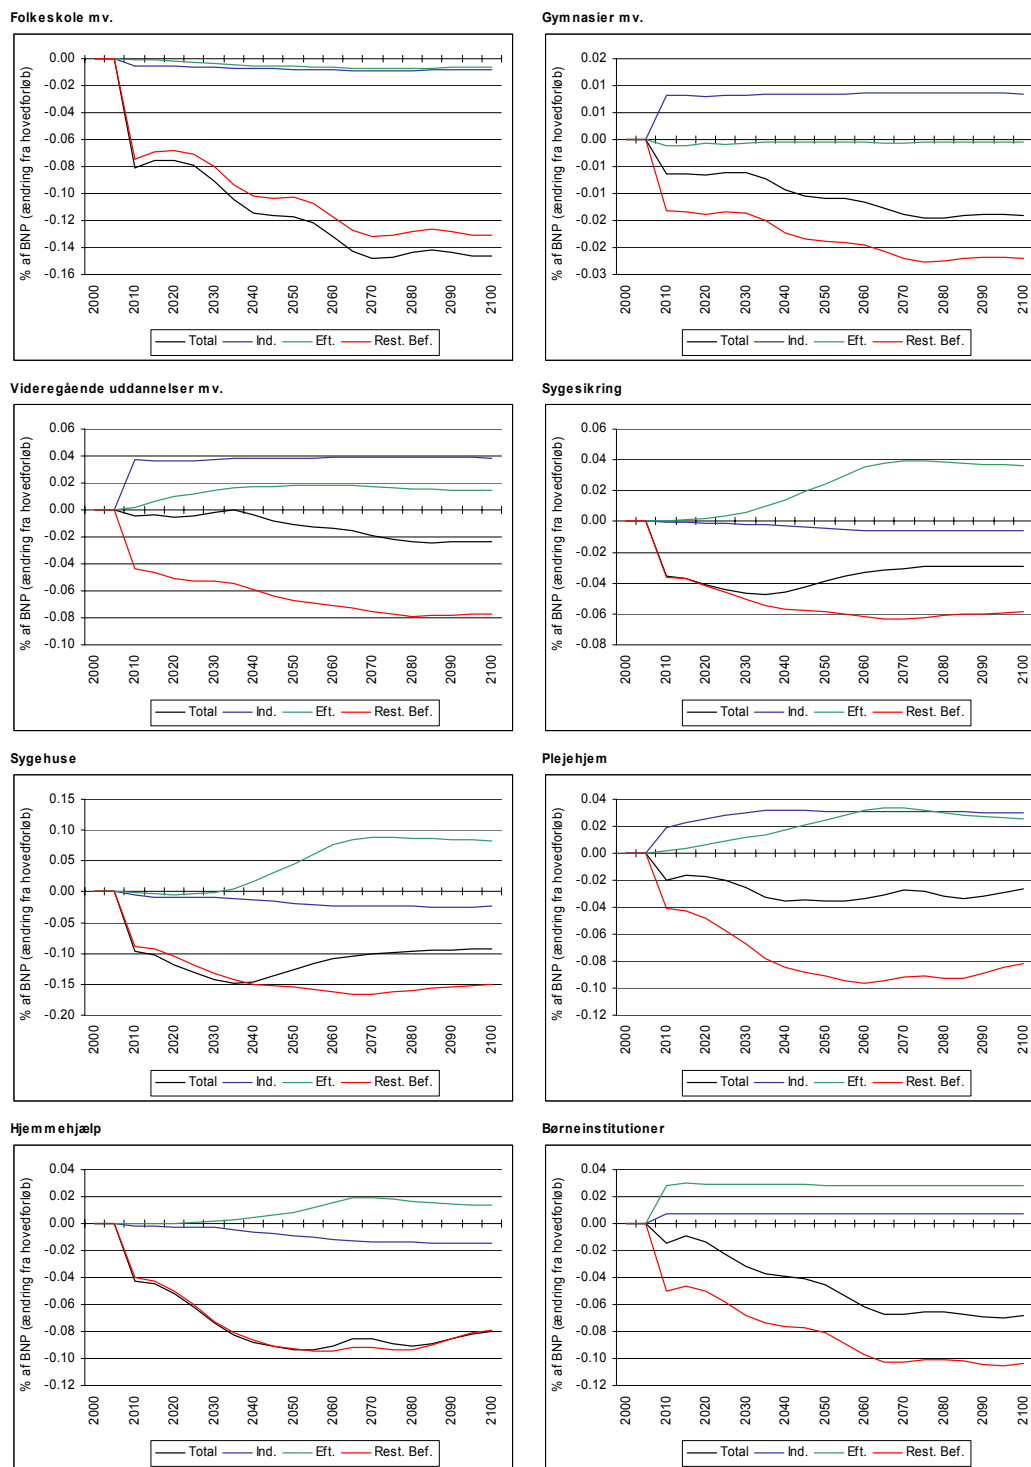 Folkeskole mv.
% af BNP (ændring fra hovedforløb)
0.00
-0.02
-0.04
-0.06
-0.08
-0.10
-0.12
-0.14
-0.16
2000 2010 2020 2030 2040 2050 2060 2070 2080 2090 2100
Total Ind. Eft. Rest. Bef.
Gymnasier mv.
% af BNP (ændring fra hovedforløb)
0.02
0.01
0.01
0.00
-0.01
-0.01
-0.02
-0.02
-0.03
2000 2010 2020 2030 2040 2050 2060 2070 2080 2090 2100
Total Ind. Eft. Rest. Bef.
Videregående uddannelser mv.
% af BNP (ændring fra hovedforløb)
0.06
0.04
0.02
0.00
-0.02
-0.04
-0.06
-0.08
-0.10
2000 2010 2020 2030 2040 2050 2060 2070 2080 2090 2100
Total Ind. Eft. Rest. Bef.
Sygesikring
% af BNP (ændring fra hovedforløb)
0.06
0.04
0.02
0.00
-0.02
-0.04
-0.06
-0.08
2000 2010 2020 2030 2040 2050 2060 2070 2080 2090 2100
Total Ind. Eft. Rest. Bef.
Sygehuse
% af BNP (ændring fra hovedforløb)
0.15
0.10
0.05
0.00
-0.05
-0.10
-0.15
-0.20
2000 2010 2020 2030 2040 2050 2060 2070 2080 2090 2100
Total Ind. Eft. Rest. Bef.
Plejehjem
% af BNP (ændring fra hovedforløb)
0.04
0.02
0.00
-0.02
-0.04
-0.06
-0.08
-0.10
-0.12
2000 2010 2020 2030 2040 2050 2060 2070 2080 2090 2100
Total Ind. Eft. Rest. Bef.
Hjemmehjælp
% af BNP (ændring fra hovedforløb)
0.04
0.02
0.00
-0.02
-0.04
-0.06
-0.08
-0.10
-0.12
2000 2010 2020 2030 2040 2050 2060 2070 2080 2090 2100
Total Ind. Eft. Rest. Bef.
Børneinstitutioner
% af BNP (ændring fra hovedforløb)
0.04
0.02
0.00
-0.02
-0.04
-0.06
-0.08
-0.10
-0.12
2000 2010 2020 2030 2040 2050 2060 2070 2080 2090 2100
Total Ind. Eft. Rest. Bef.